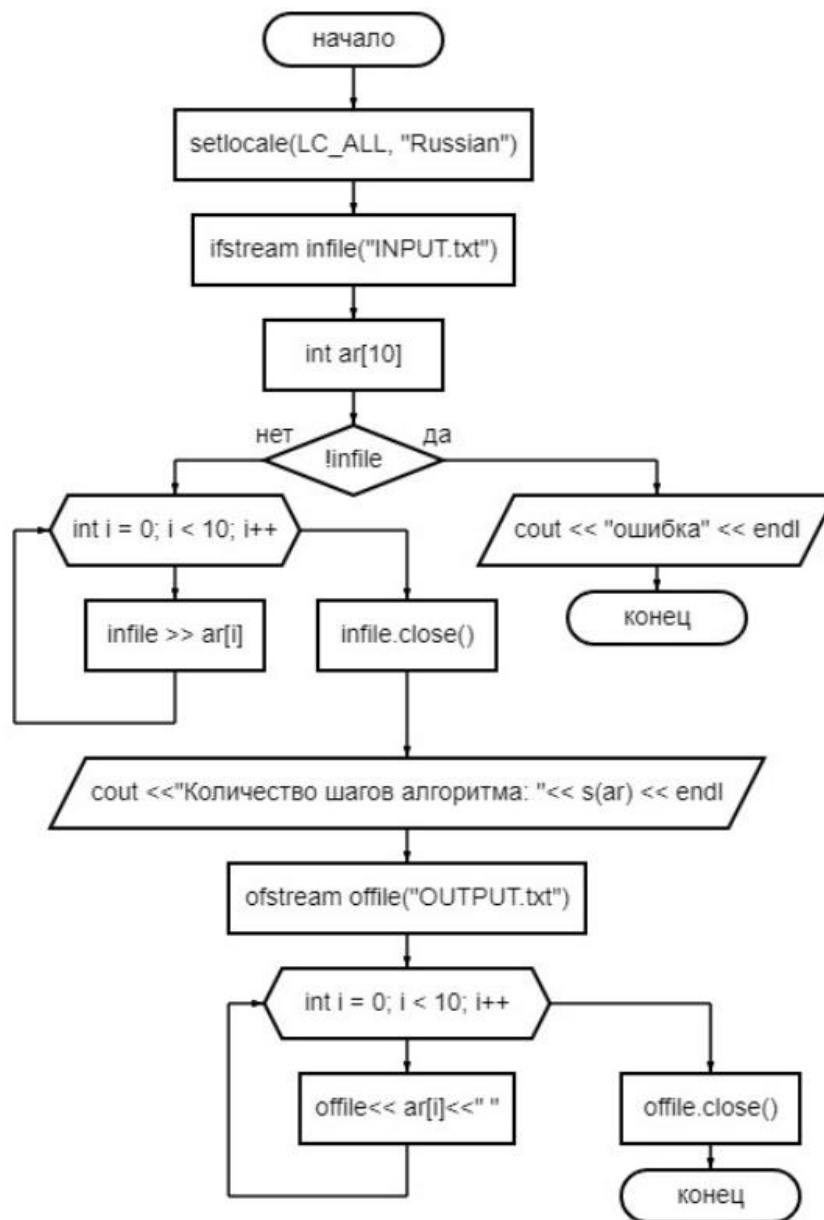 начало
setlocale(LC_ALL, "Russian")
ifstream infile("INPUT.txt")
int ar[10]
нет
да
!infile
int i = 0; i < 10; i++
cout << "ошибка" << endl
infile >> ar[i]
infile.close()
конец
cout <<"Количество шагов алгоритма: "<< s(ar) << endl
ofstream offile("OUTPUT.txt")
int i = 0; i < 10; i++
offile<< ar[i]<<" "
offile.close()
конец